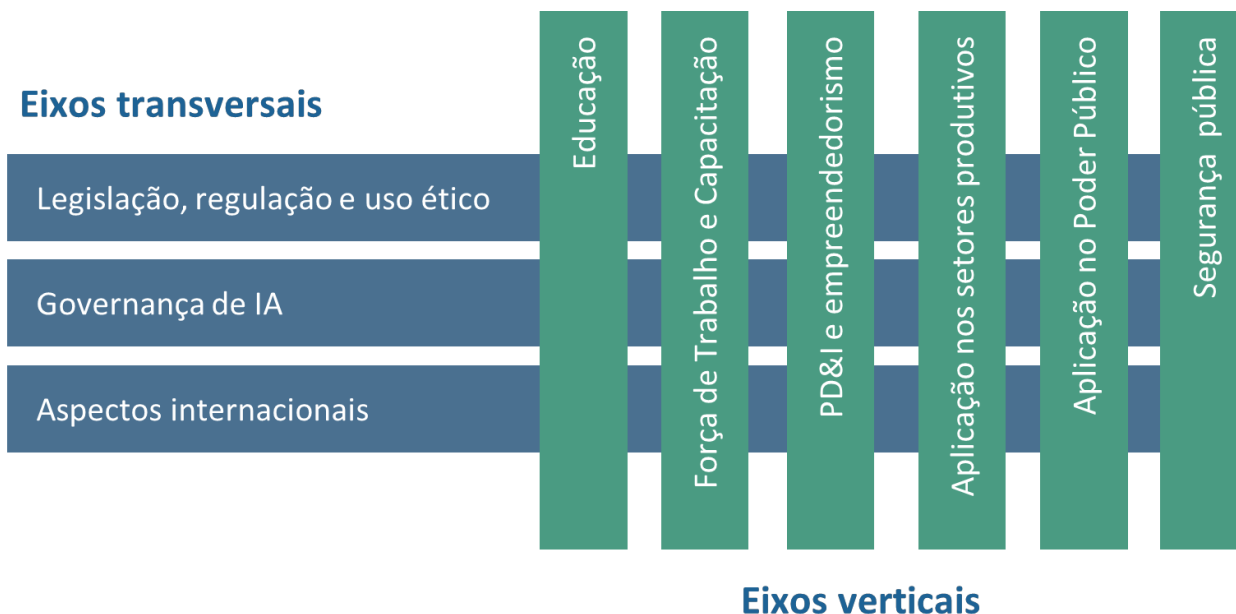 Eixos transversais
Legislação, regulação e uso ético
Governança de IA
Aspectos internacionais
Educação
Força de Trabalho e Capacitação
PD&I e empreendedorismo
Aplicação nos setores produtivos
Aplicação no Poder Público
Segurança pública
Eixos verticais